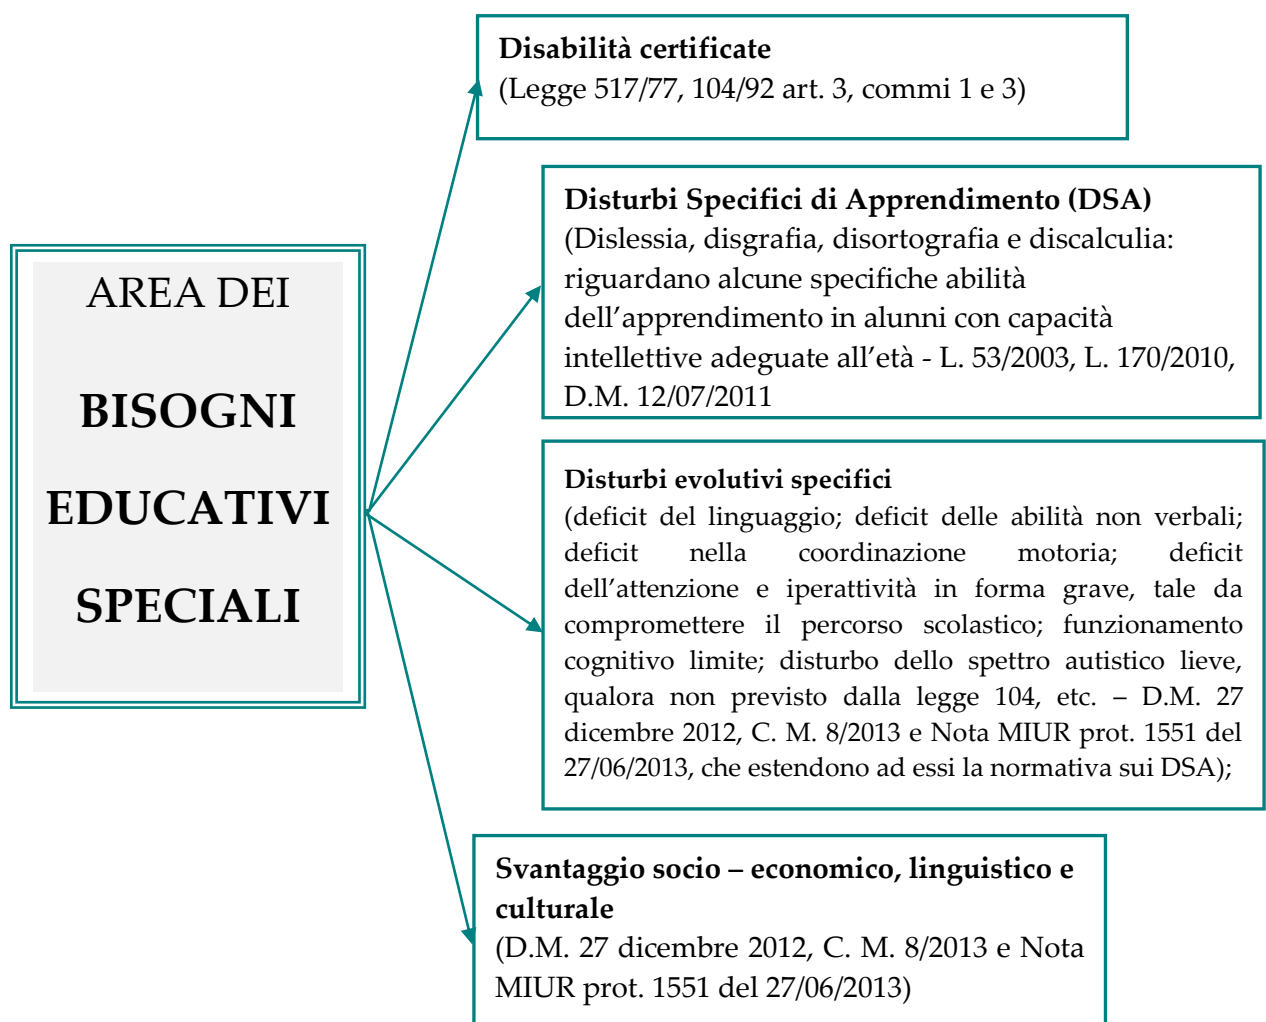 AREA DEI
BISOGNI
EDUCATIVI
SPECIALI
Disabilità certificate
(Legge 517/77, 104/92 art. 3, commi 1 e 3)
Disturbi Specifici di Apprendimento (DSA)
(Dislessia, disgrafia, disortografia e discalculia:
riguardano alcune specifiche abilità
dell’apprendimento in alunni con capacità
intellettive adeguate all’età - L. 53/2003, L. 170/2010,
D.M. 12/07/2011
Disturbi evolutivi specifici
(deficit del linguaggio; deficit delle abilità non verbali;
deficit nella coordinazione motoria; deficit
dell’attenzione e iperattività in forma grave, tale da
compromettere il percorso scolastico; funzionamento
cognitivo limite; disturbo dello spettro autistico lieve,
qualora non previsto dalla legge 104, etc. – D.M. 27
dicembre 2012, C. M. 8/2013 e Nota MIUR prot. 1551 del
27/06/2013, che estendono ad essi la normativa sui DSA);
Svantaggio socio – economico, linguistico e
culturale
(D.M. 27 dicembre 2012, C. M. 8/2013 e Nota
MIUR prot. 1551 del 27/06/2013)